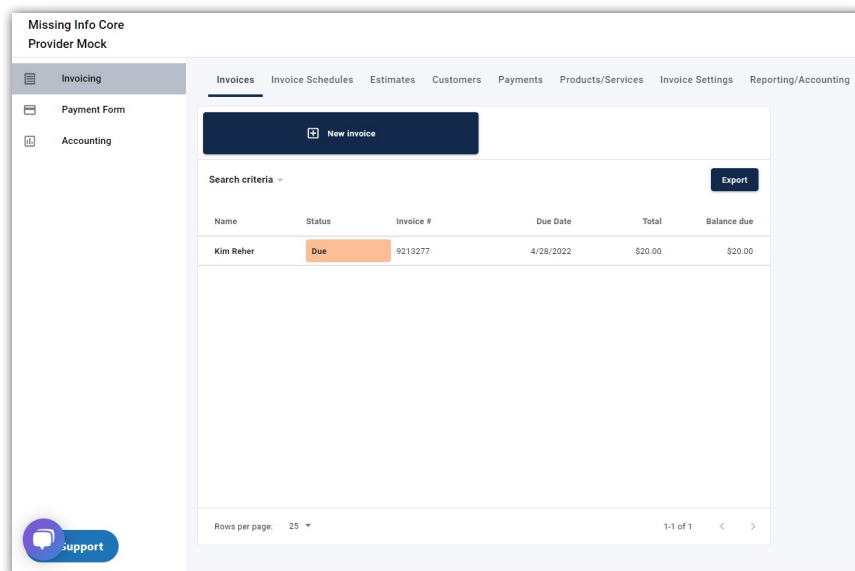 Missing Info Core
Provider Mock
Invoicing
Payment Form
Accounting
Invoices Invoice Schedules Estimates Customers Payments Products/Services Invoice Settings Reporting/Accounting
New invoice
Search criteria
Export
Name Status Invoice # Due Date Total Balance due
Kim Reher Due 9213277 4/28/2022 $20.00 $20.00
Rows per page: 25 1-1 of 1
Support